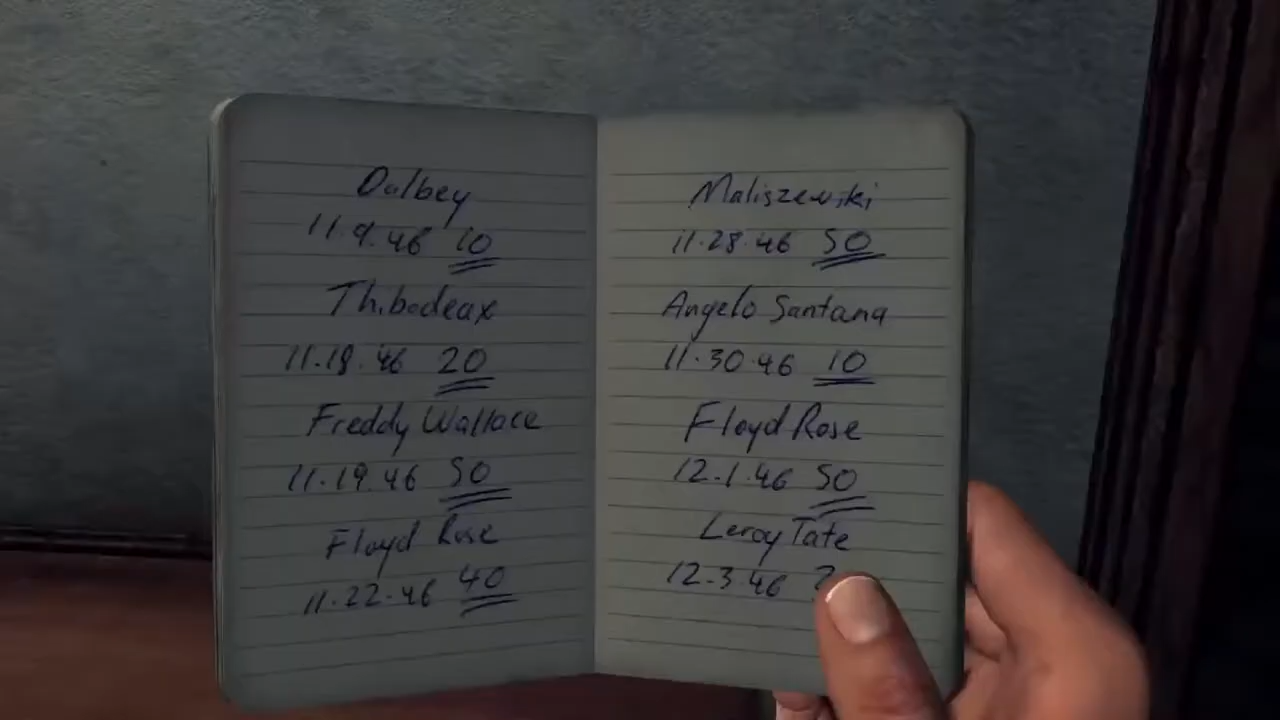 Dalbey
11.9.46 10
Thibodeax
11.18.46 20
Freddy Wallace
11.19.46 50
Floyd Rose
11.22.46 40
Maliszewski
11.28.46 50
Angelo Santana
11.30.46 10
Floyd Rose
12.1.46 50
Leroy Tate
12.3.46